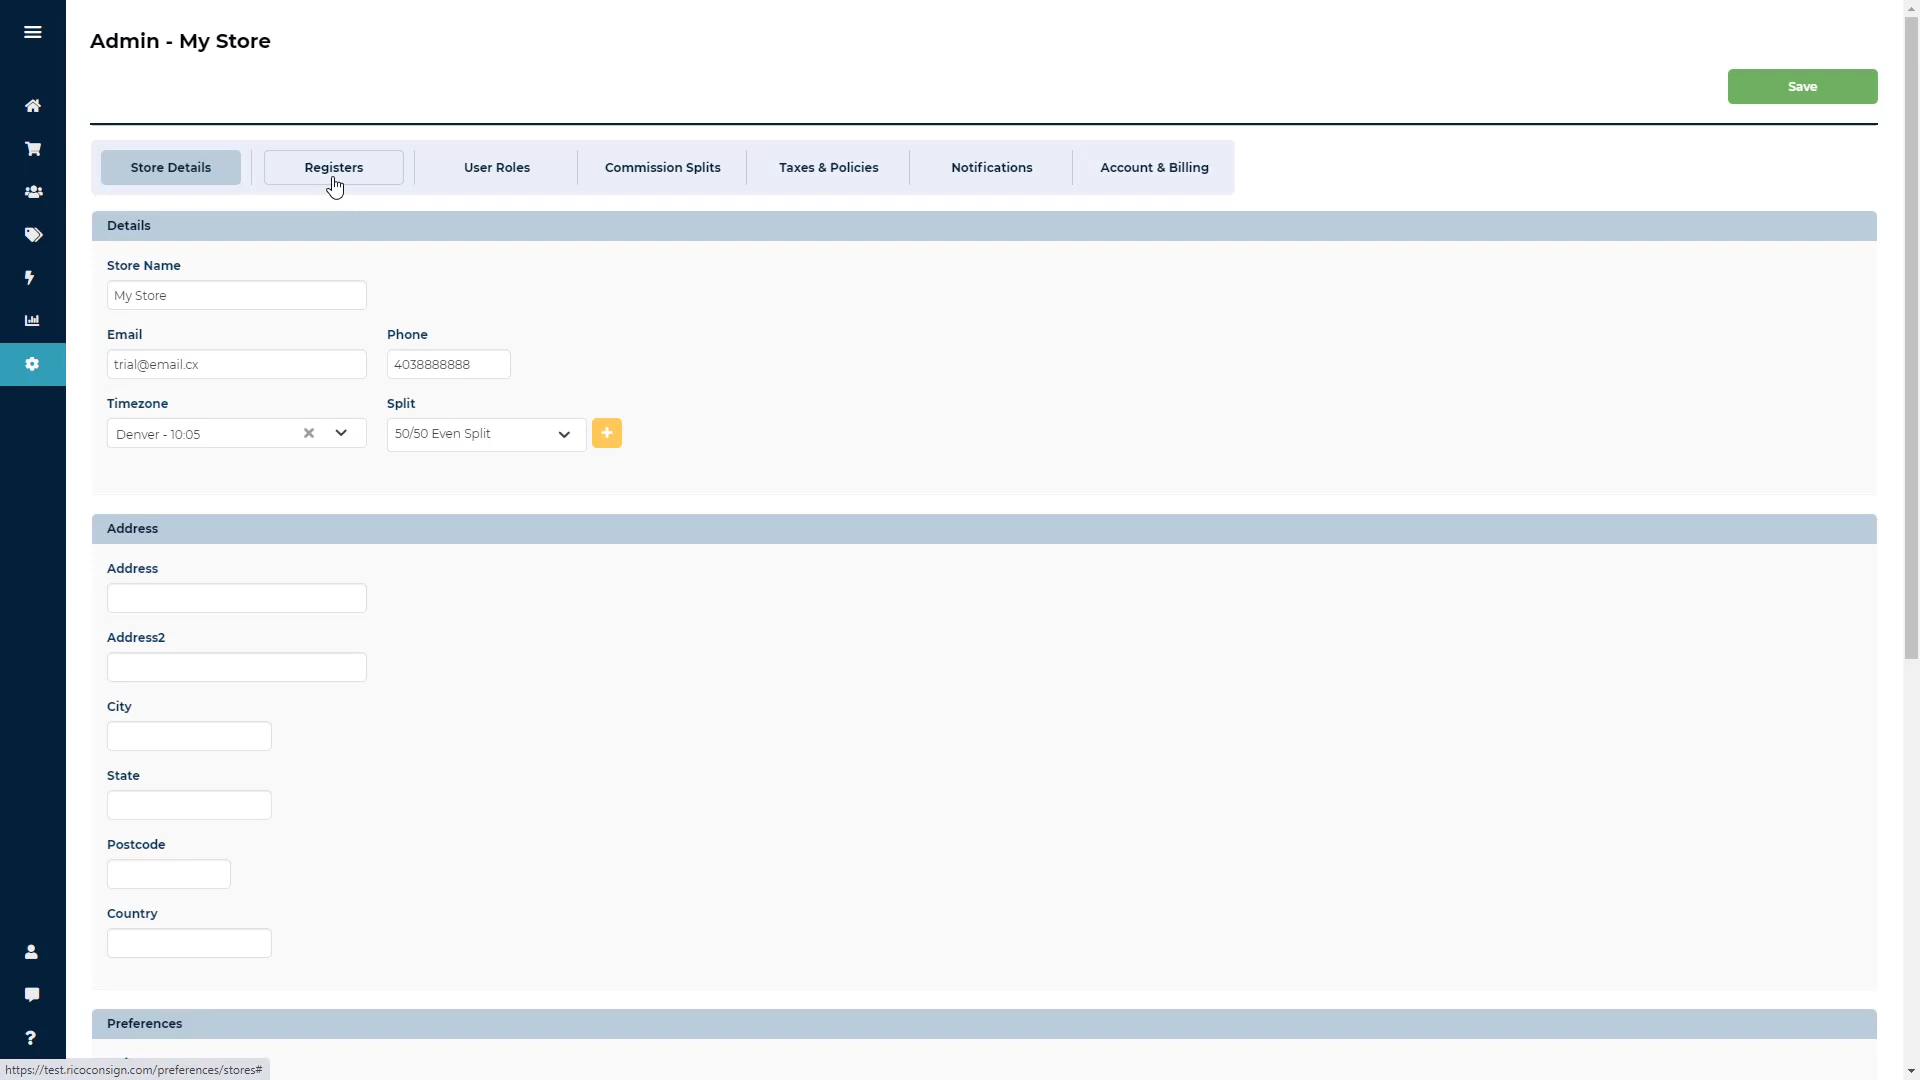 Admin - My Store
Save
Store Details
Registers
User Roles
Commission Splits
Taxes & Policies
Notifications
Account & Billing
Details
Store Name
My Store
Email
Phone
trial@email.cx
4038888888
Timezone
Split
Denver - 10:05
50/50 Even Split
Address
Address
Address2
City
State
Postcode
Country
Preferences
https://test.ricoconsign.com/preferences/stores#